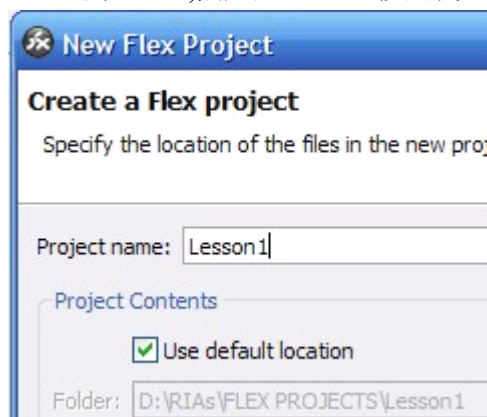 New Flex Project
Create a Flex project
Specify the location of the files in the new
Project name: Lesson1
Project Contents
Use default location
Folder: D:\RIAs\FLEX PROJECTS\Lesson1